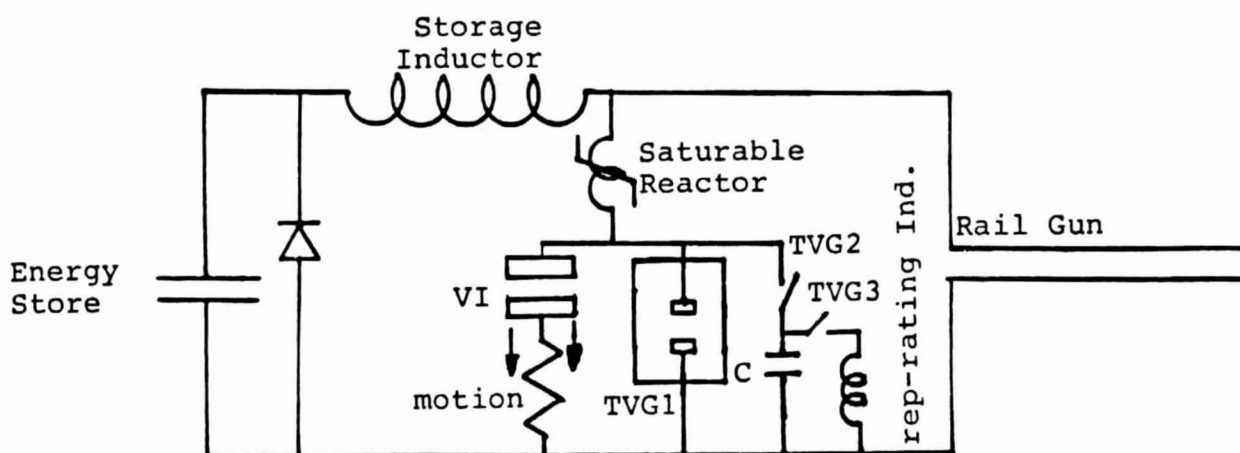 Storage
Inductor
Saturable
Reactor
rep-rating Ind.
Rail Gun
TVG2
Energy
Store
VI
TVG3
C
motion
TVG1